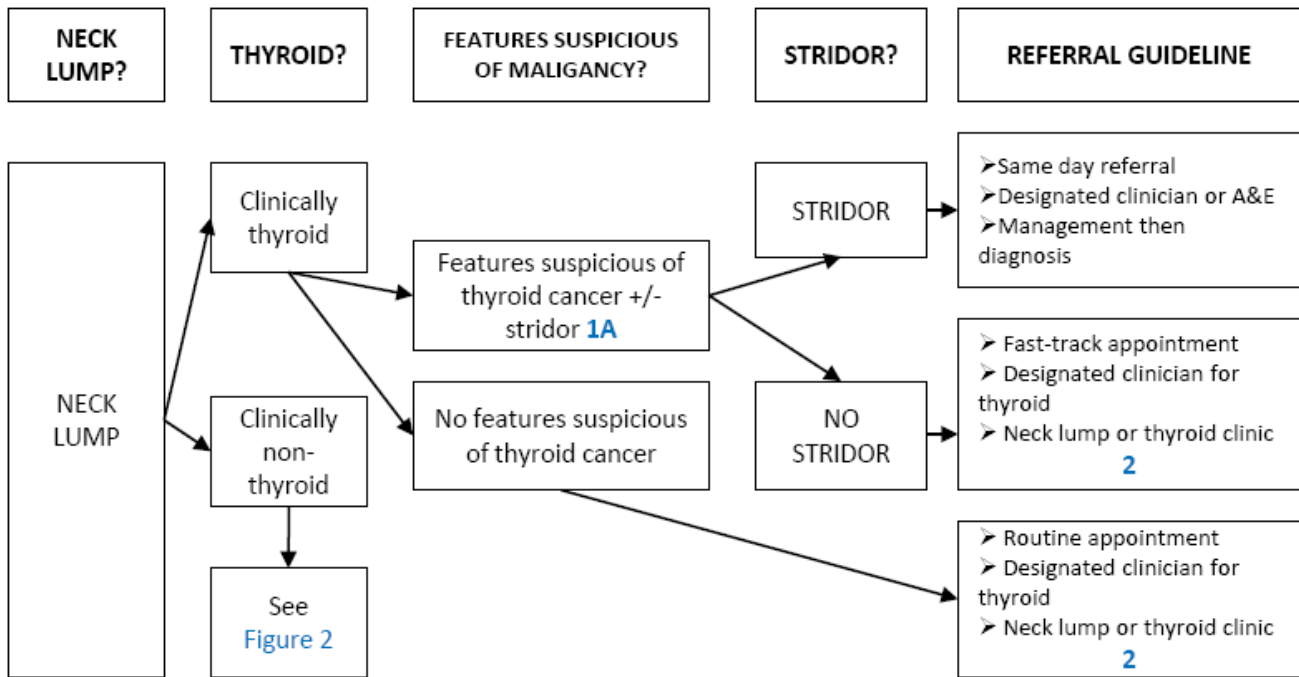 NECK
LUMP?
THYROID?
FEATURES SUSPICIOUS
OF MALIGANCY?
STRIDOR?
REFERRAL GUIDELINE
NECK
LUMP
Clinically
thyroid
Clinically
non-
thyroid
See
Figure 2
Features suspicious of
thyroid cancer +/-
stridor 1A
No features suspicious
of thyroid cancer
STRIDOR
NO
STRIDOR
➢Same day referral
➢Designated clinician or A&E
➢Management then
diagnosis
➢ Fast-track appointment
➢ Designated clinician for
thyroid
➢ Neck lump or thyroid clinic
2
➢ Routine appointment
➢ Designated clinician for
thyroid
➢ Neck lump or thyroid clinic
2